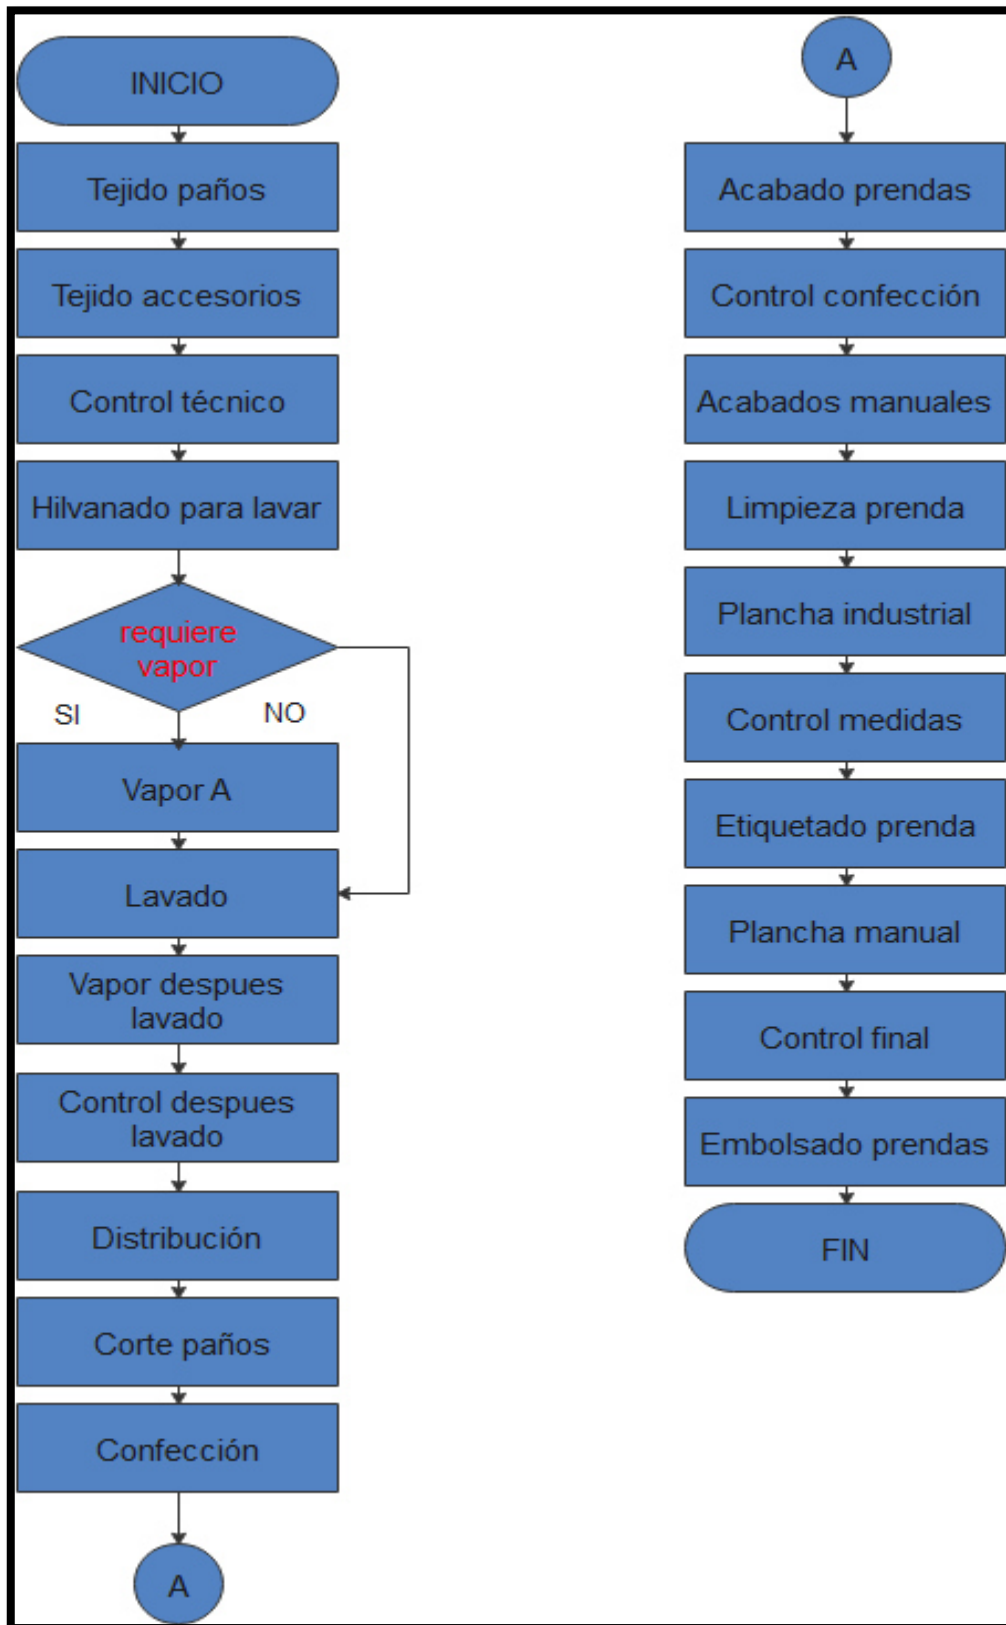 INICIO
Tejido paños
Tejido accesorios
Control técnico
Hilvanado para lavar
requiere
vapor
SI
NO
Vapor A
Lavado
Vapor despues
lavado
Control despues
lavado
Distribución
Corte paños
Confección
A
A
Acabado prendas
Control confección
Acabados manuales
Limpieza prenda
Plancha industrial
Control medidas
Etiquetado prenda
Plancha manual
Control final
Embolsado prendas
FIN